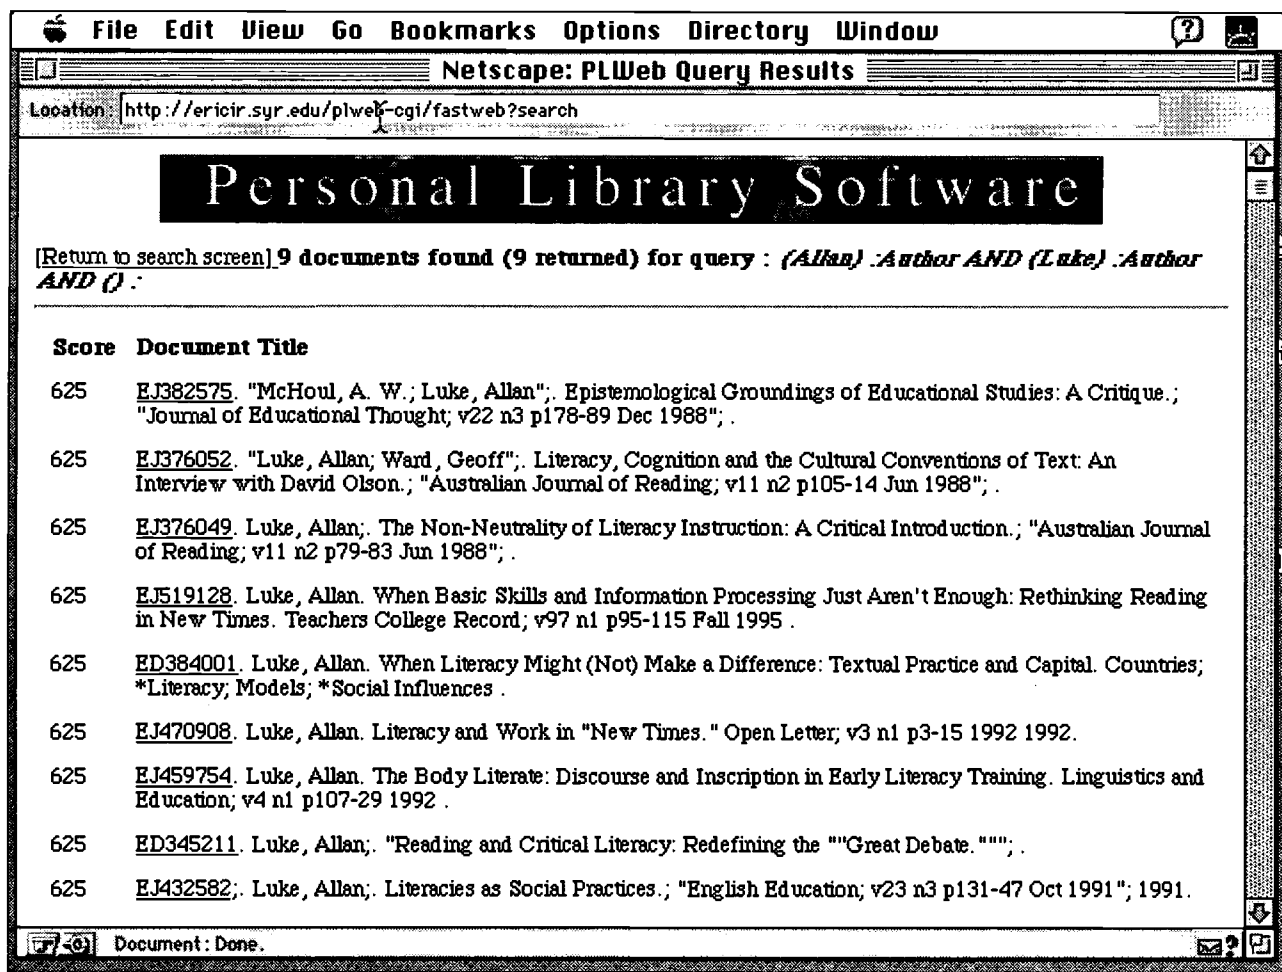 File Edit View Go Bookmarks Options Directory Window
Netscape: PLWeb Query Results
Location: http://ericir.syr.edu/plweb-cgi/fastweb?search
Personal Library Software
[Return to search screen] 9 documents found (9 returned) for query : (Allan) :Author AND (Luke) :Author
AND () :
Score Document Title
625 EJ382575. "McHoul, A. W.; Luke, Allan";. Epistemological Groundings of Educational Studies: A Critique.;
"Journal of Educational Thought; v22 n3 p178-89 Dec 1988"; .
625 EJ376052. "Luke, Allan; Ward, Geoff";. Literacy, Cognition and the Cultural Conventions of Text: An
Interview with David Olson.; "Australian Journal of Reading; v11 n2 p105-14 Jun 1988"; .
625 EJ376049. Luke, Allan;. The Non-Neutrality of Literacy Instruction: A Critical Introduction.; "Australian Journal
of Reading; v11 n2 p79-83 Jun 1988"; .
625 EJ519128. Luke, Allan. When Basic Skills and Information Processing Just Aren't Enough: Rethinking Reading
in New Times. Teachers College Record; v97 n1 p95-115 Fall 1995 .
625 ED384001. Luke, Allan. When Literacy Might (Not) Make a Difference: Textual Practice and Capital. Countries;
*Literacy; Models; *Social Influences .
625 EJ470908. Luke, Allan. Literacy and Work in "New Times." Open Letter; v3 n1 p3-15 1992 1992.
625 EJ459754. Luke, Allan. The Body Literate: Discourse and Inscription in Early Literacy Training. Linguistics and
Education; v4 n1 p107-29 1992 .
625 ED345211. Luke, Allan;. "Reading and Critical Literacy: Redefining the ""Great Debate."""; .
625 EJ432582;. Luke, Allan;. Literacies as Social Practices.; "English Education; v23 n3 p131-47 Oct 1991"; 1991.
Document: Done.